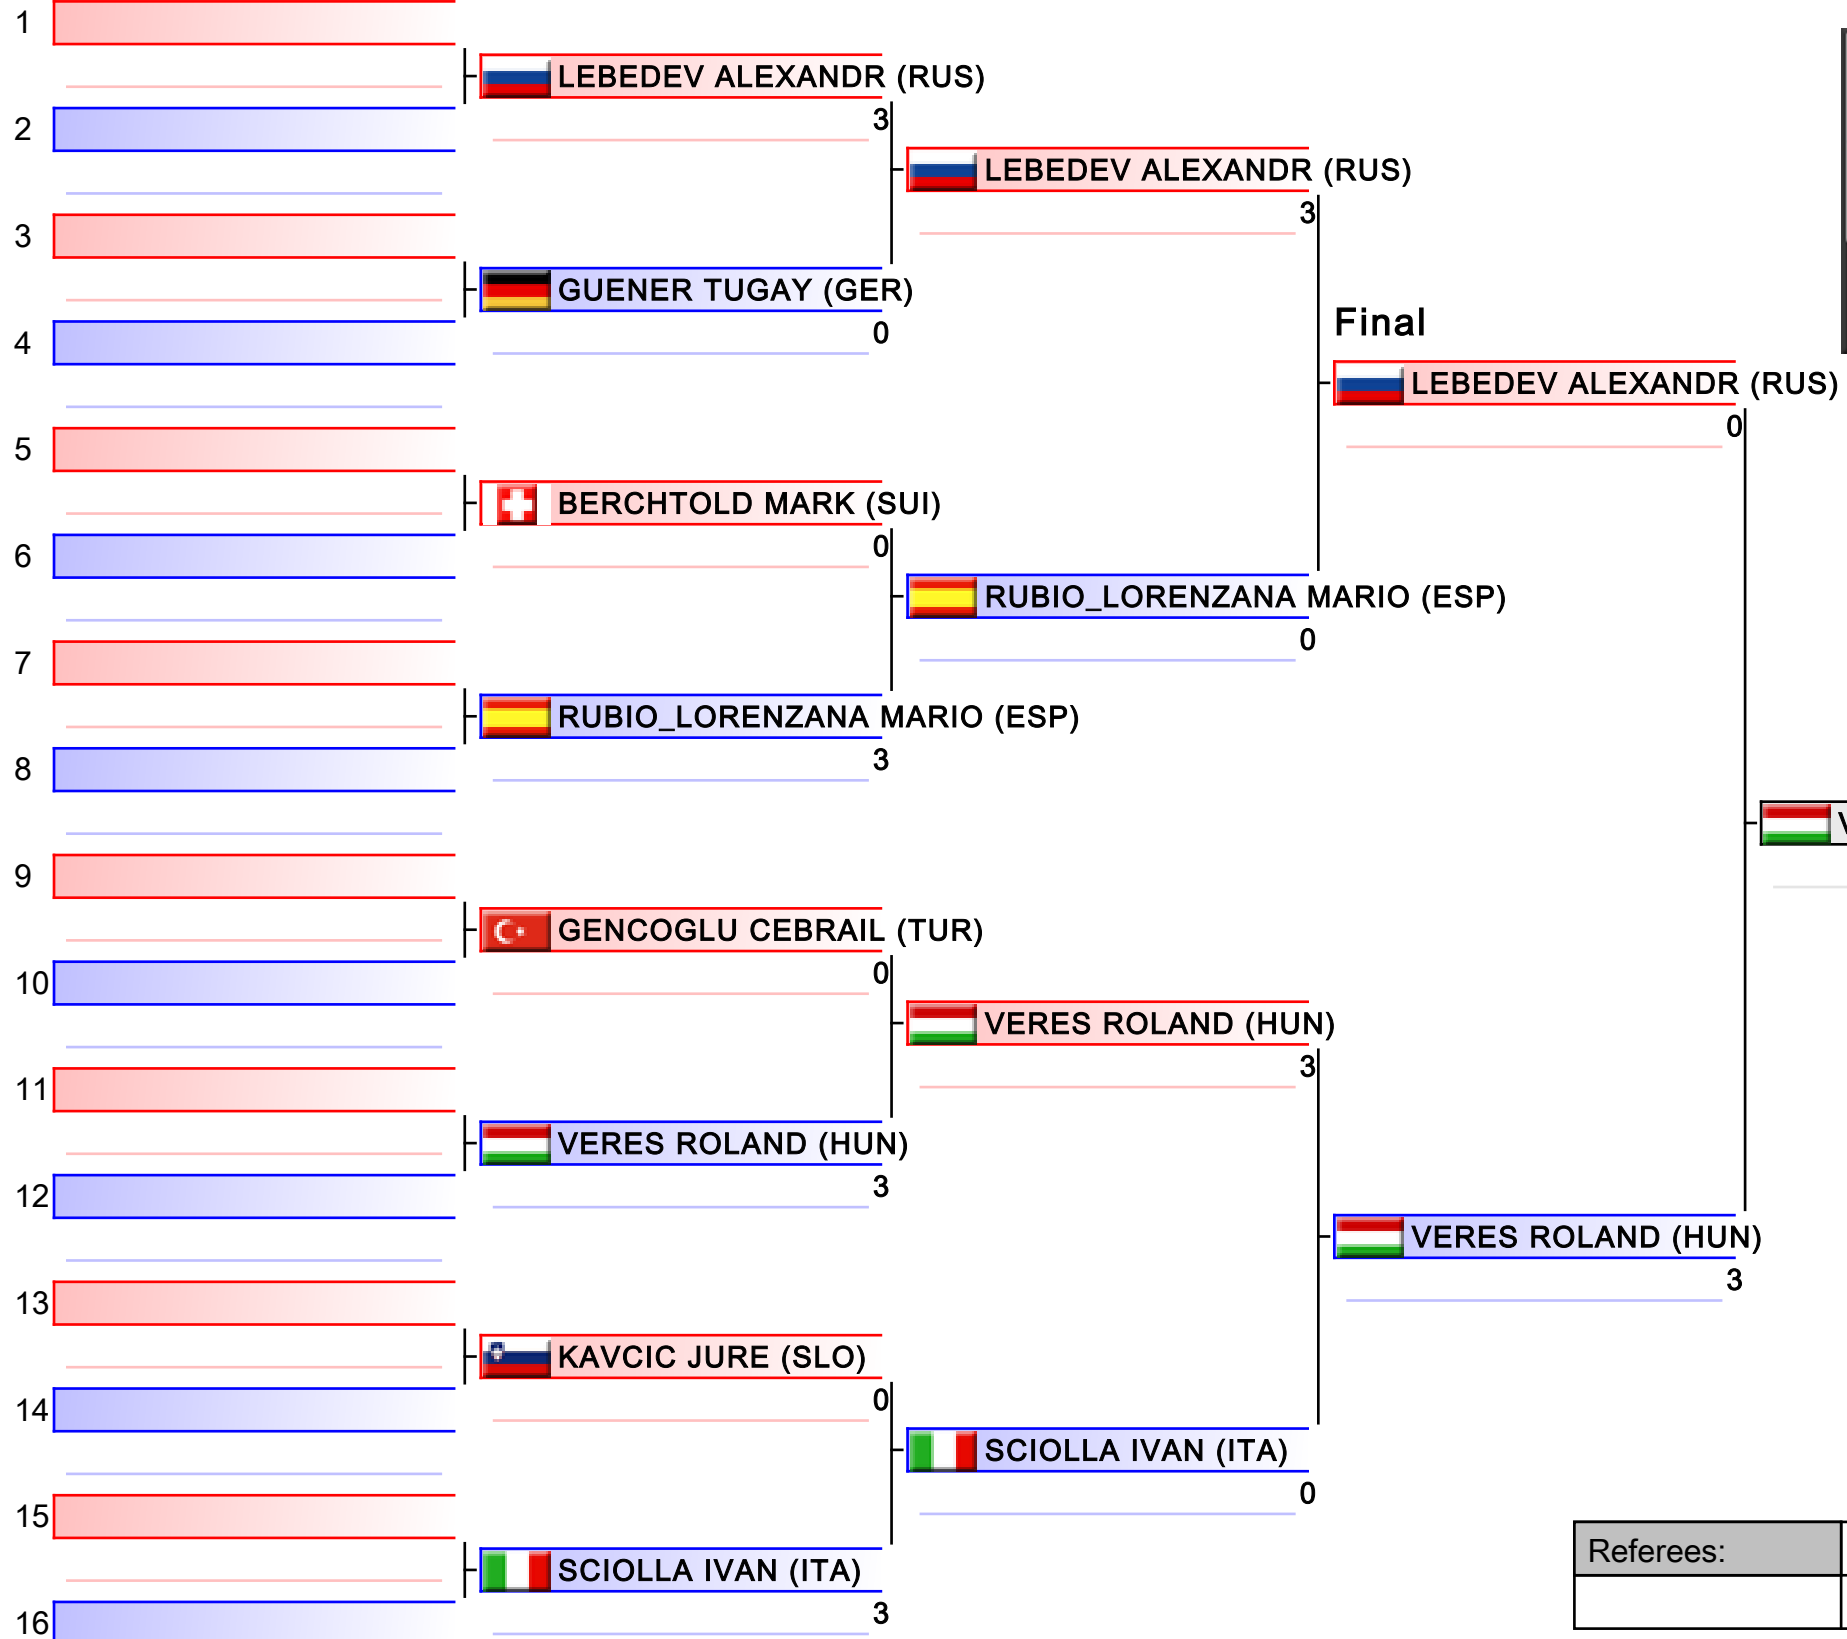 1
LEBEDEV ALEXANDR (RUS)
3
2
LEBEDEV ALEXANDR (RUS)
3
3
GUENER TUGAY (GER)
0
4
Final
LEBEDEV ALEXANDR (RUS)
0
5
BERCHTOLD MARK (SUI)
0
6
RUBIO_LORENZANA MARIO (ESP)
0
7
RUBIO_LORENZANA MARIO (ESP)
3
8
9
GENCOGLU CEBRAIL (TUR)
0
10
VERES ROLAND (HUN)
3
11
VERES ROLAND (HUN)
3
12
VERES ROLAND (HUN)
3
13
KAVCIC JURE (SLO)
0
14
SCIOLLA IVAN (ITA)
0
15
SCIOLLA IVAN (ITA)
3
16
Referees: